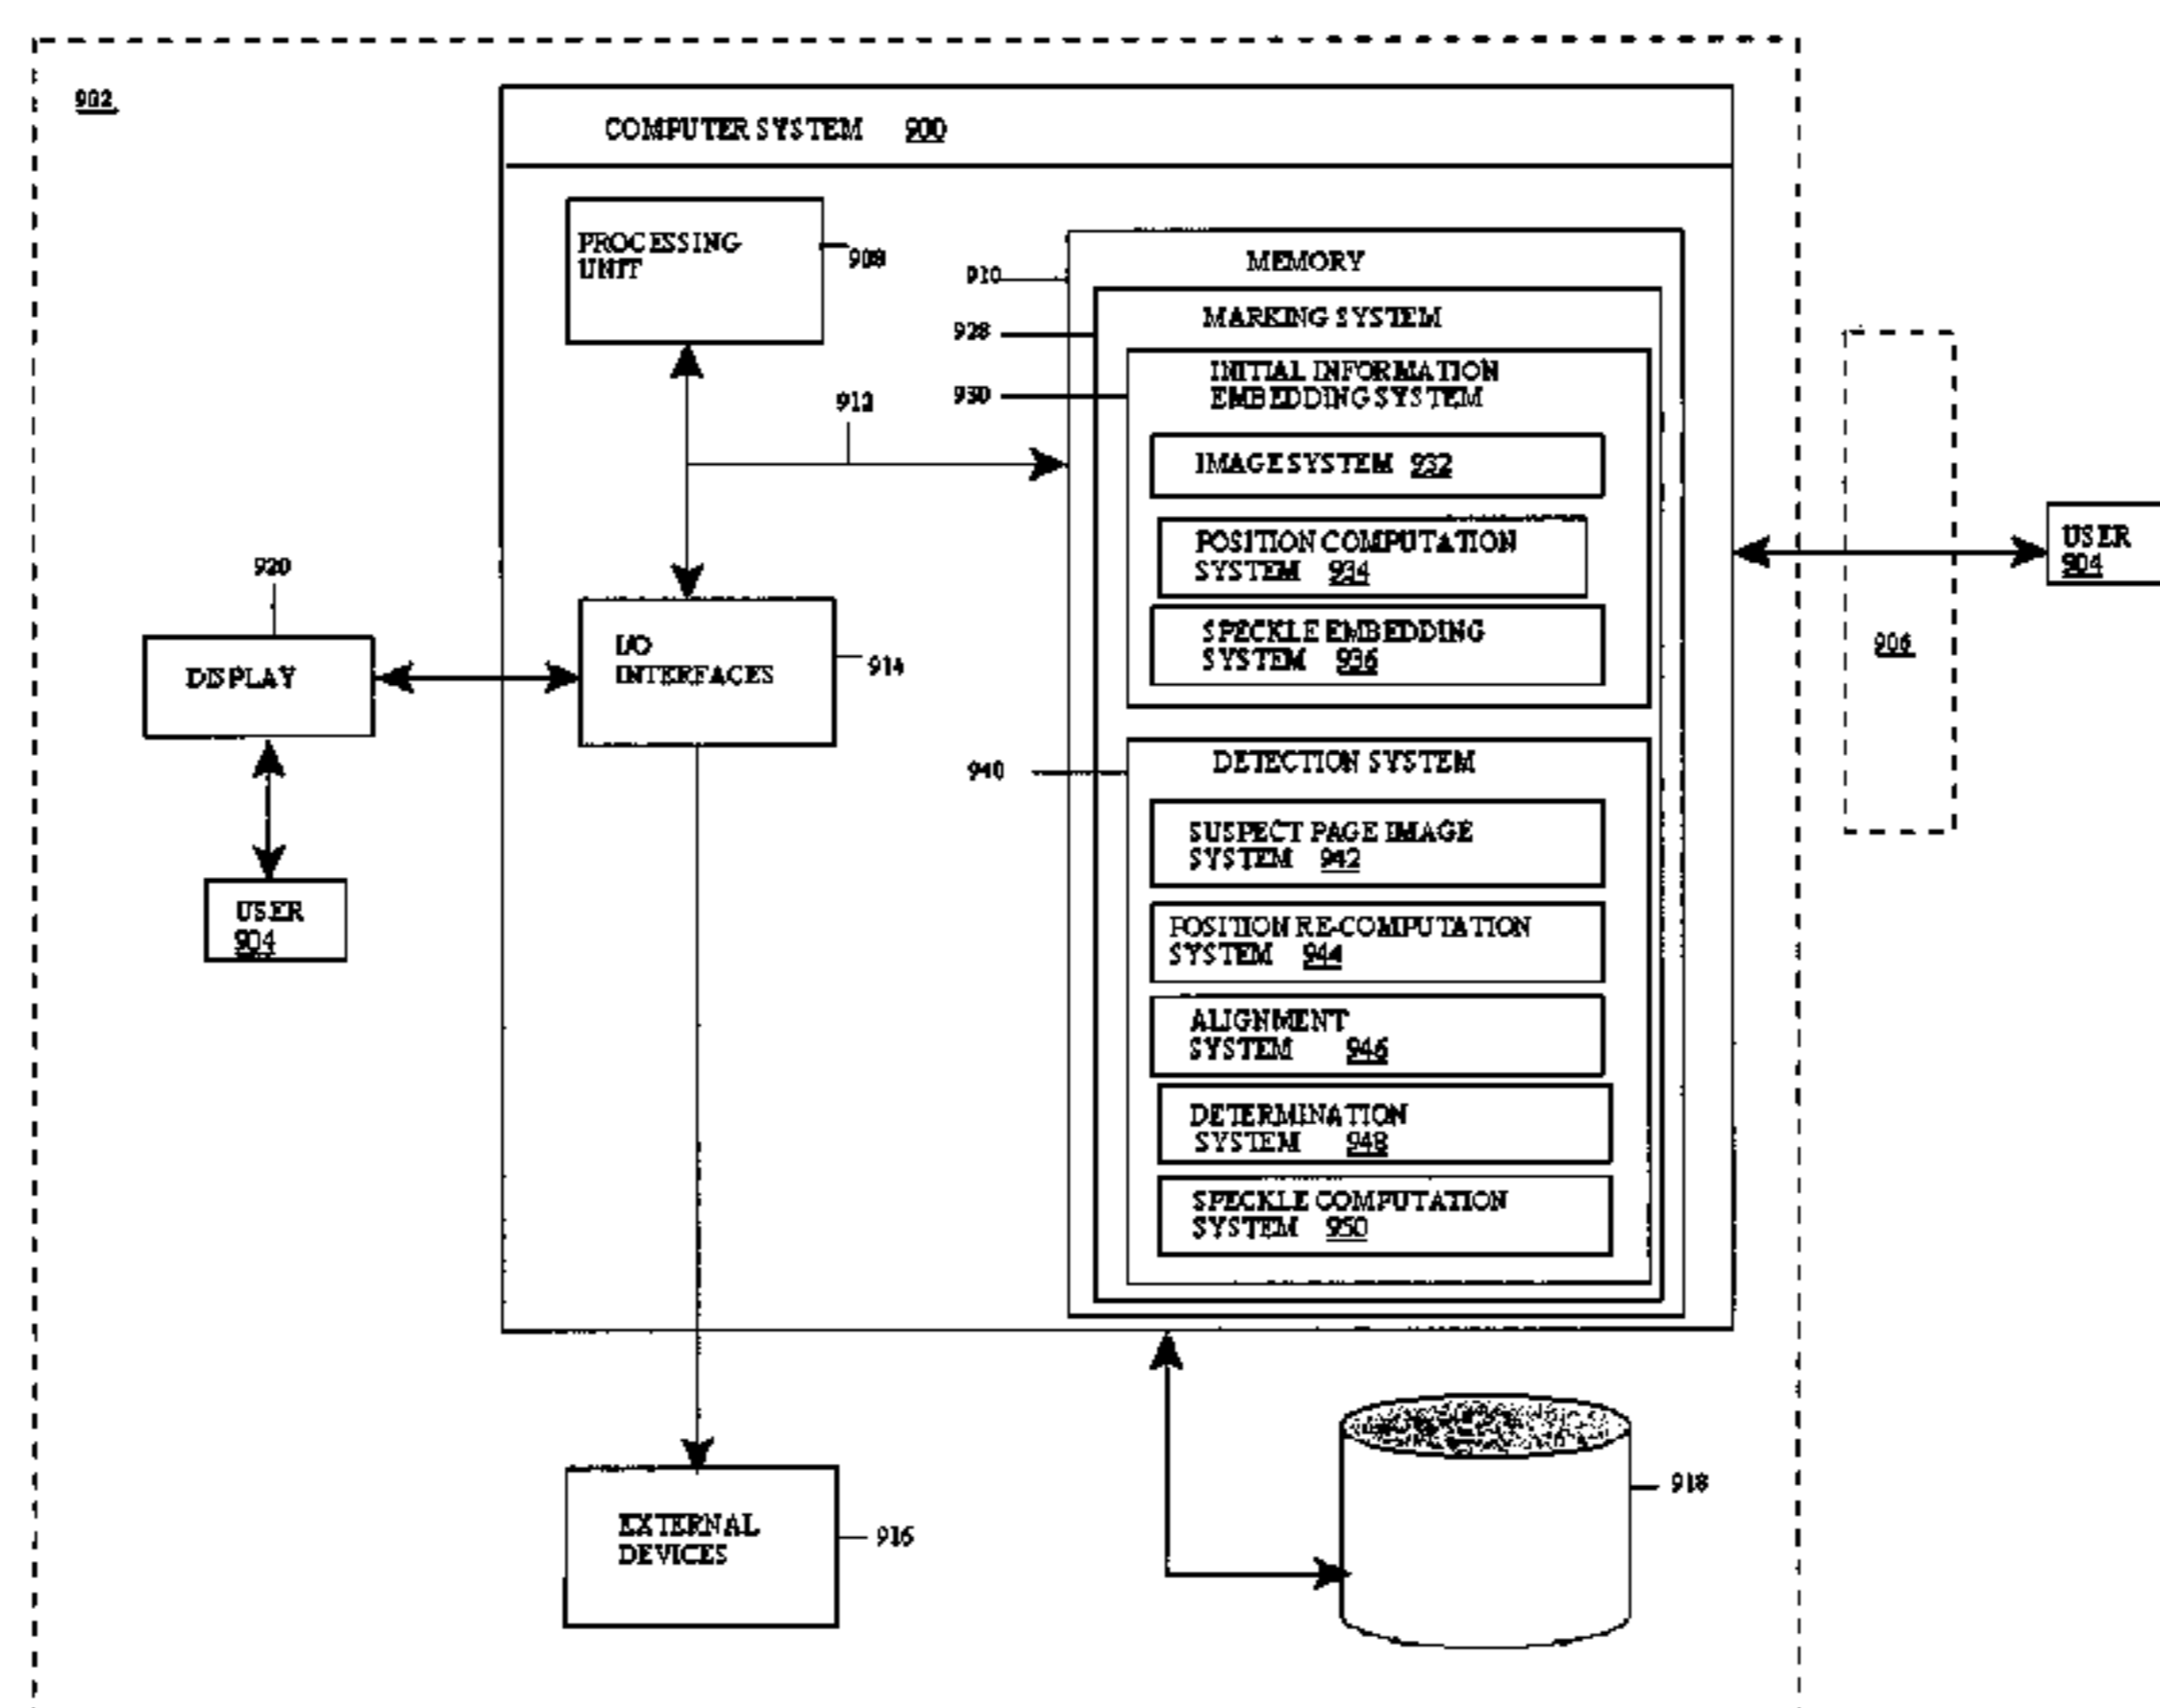 902
COMPUTER SYSTEM 900
PROCESSING
UNIT
908
910
MEMORY
928
MARKING SYSTEM
930
INITIAL INFORMATION
EMBEDDING SYSTEM
912
IMAGE SYSTEM 932
POSITION COMPUTATION
SYSTEM 934
SPECKLE EMBEDDING
SYSTEM 936
USER
904
906
920
DISPLAY
I/O
INTERFACES
914
USER
904
940
DETECTION SYSTEM
SUSPECT PAGE IMAGE
SYSTEM 942
POSITION RE-COMPUTATION
SYSTEM 944
ALIGNMENT
SYSTEM 946
DETERMINATION
SYSTEM 948
SPECKLE COMPUTATION
SYSTEM 950
EXTERNAL
DEVICES
916
918